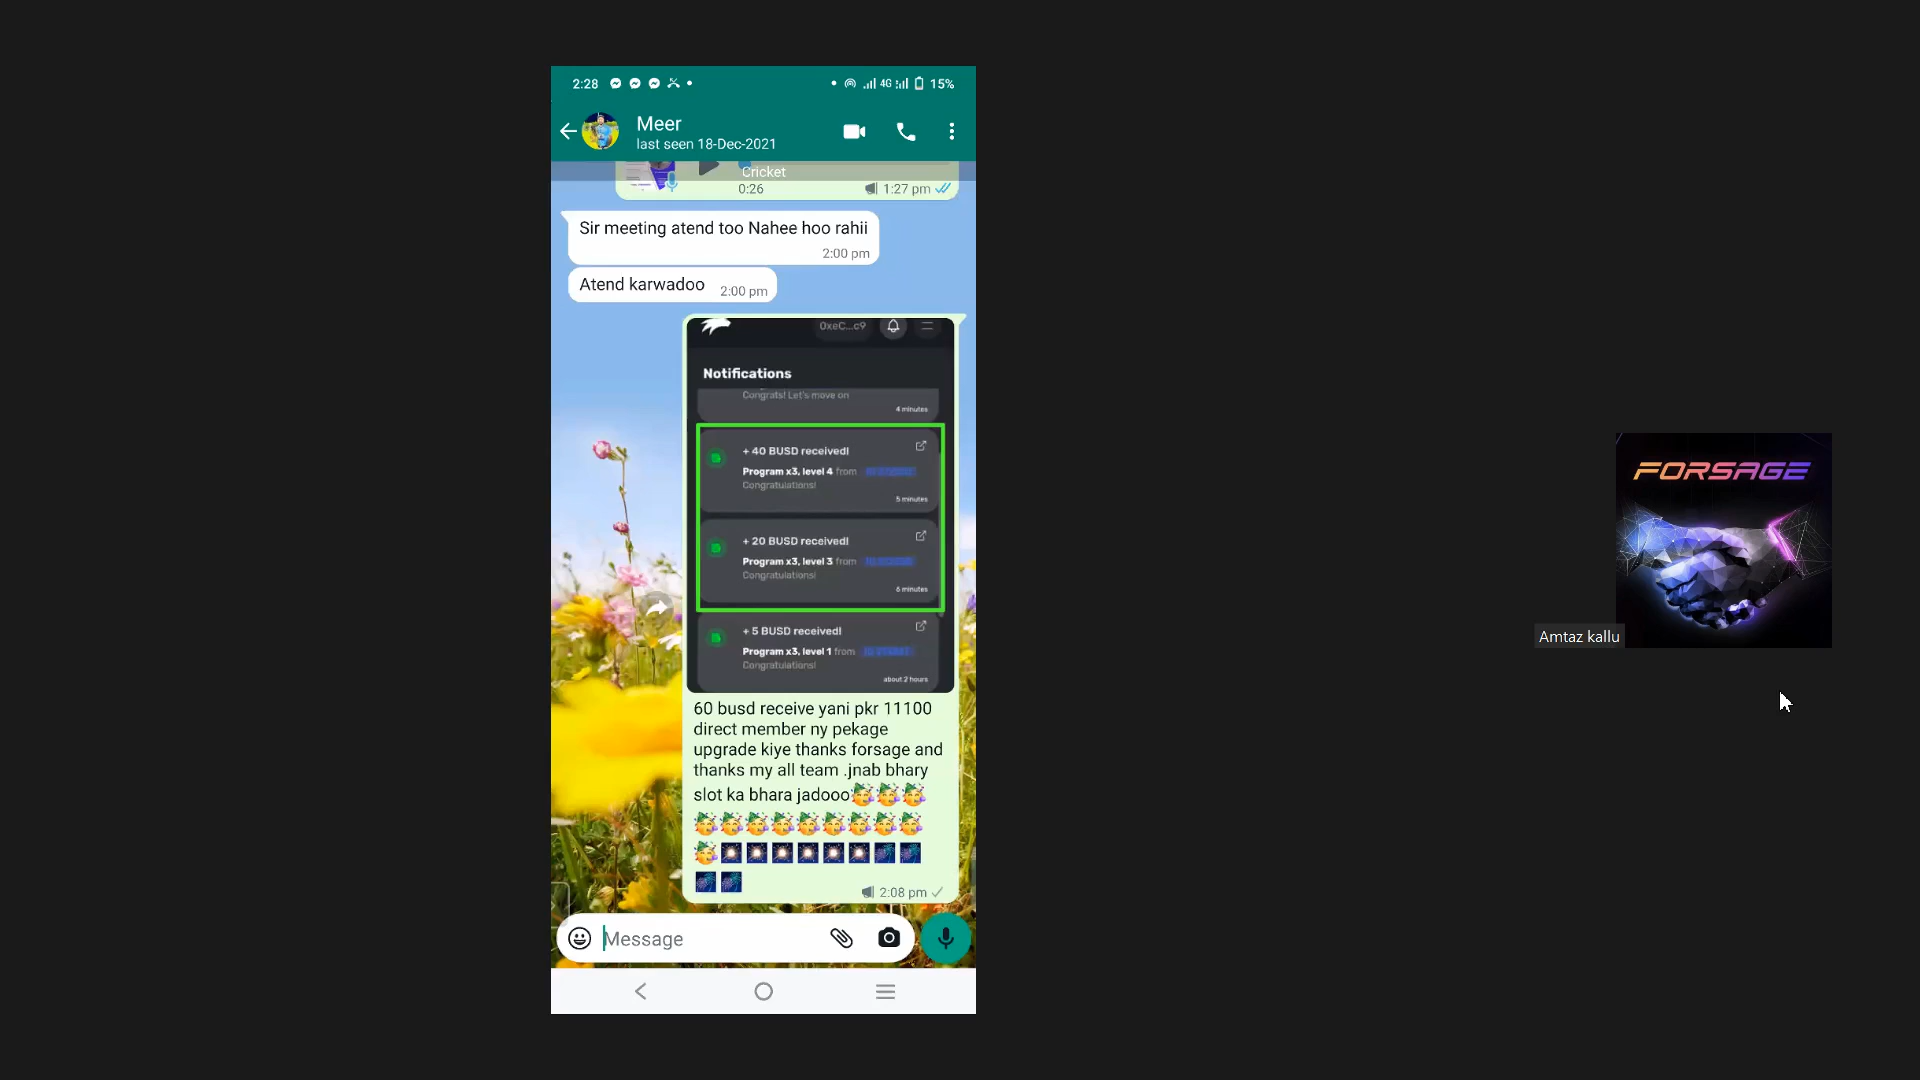 2:28
4G
15%
Meer
last seen 18-Dec-2021
Cricket
0:26
1:27 pm
Sir meeting atend too Nahee hoo rahii
2:00 pm
Atend karwadoo
2:00 pm
0xeC...c9
Notifications
Congrats! Let's move on
4 minutes
+ 40 BUSD received!
Program x3, level 4 from
Congratulations!
5 minutes
+ 20 BUSD received!
Program x3, level 3 from
Congratulations!
6 minutes
+ 5 BUSD received!
Program x3, level 1 from
Congratulations!
about 2 hours
60 busd receive yani pkr 11100
direct member ny pekage
upgrade kiye thanks forsage and
thanks my all team .jnab bhary
slot ka bhara jadooo🥳🥳🥳
🥳🥳🥳🥳🥳🥳🥳🥳🥳
🥳🎇🎇🎇🎇🎇🎇🎆🎆
🎆🎆
2:08 pm
Message
FORSAGE
Amtaz kallu